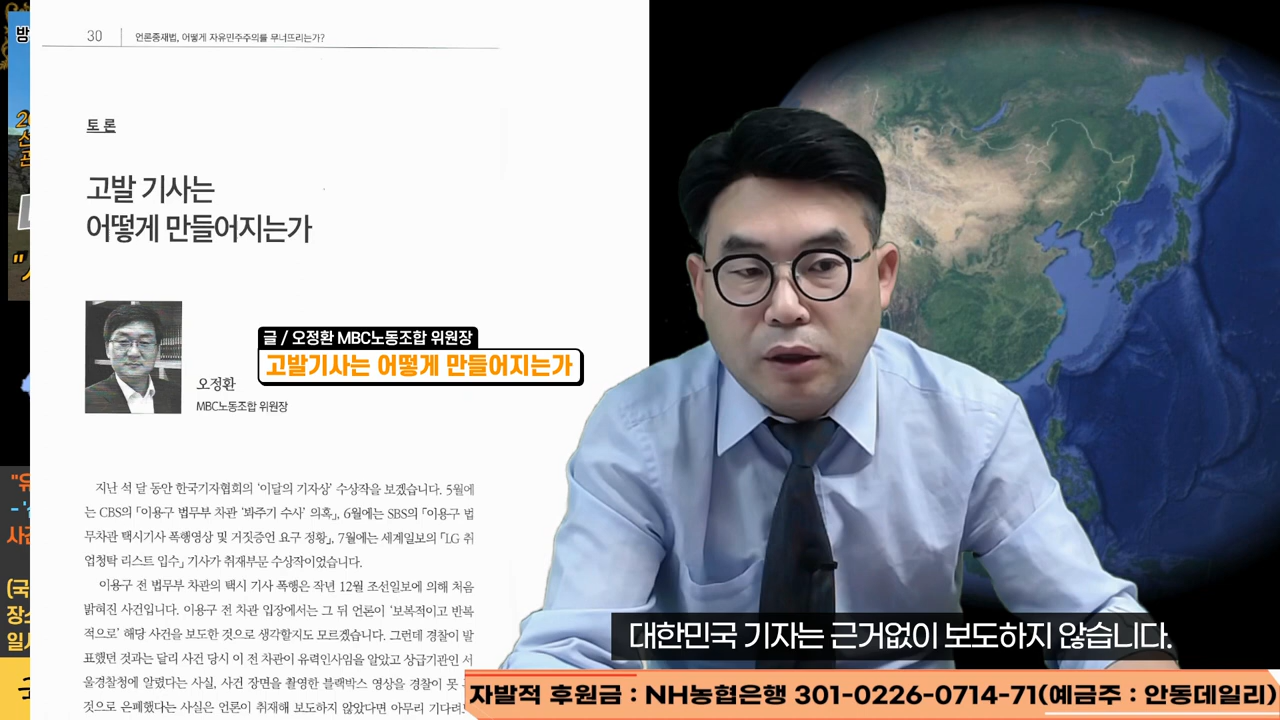 30 언론중재법, 어떻게 자유민주주의를 무너뜨리는가?
토론
고발 기사는
어떻게 만들어지는가
글 / 오정환 MBC노동조합 위원장
고발기사는 어떻게 만들어지는가
오정환
MBC노동조합 위원장
지난 석 달 동안 한국기자협회의 '이달의 기자상' 수상작을 보겠습니다. 5월에
는 CBS의 「이용구 법무부 차관 '봐주기 수사' 의혹」, 6월에는 SBS의 「이용구 법
무차관 택시기사 폭행영상 및 거짓증언 요구 정황」, 7월에는 세계일보의 「LG 취
업청탁 리스트 입수」 기사가 취재부문 수상작이었습니다.
이용구 전 법무부 차관의 택시 기사 폭행은 작년 12월 조선일보에 의해 처음
밝혀진 사건입니다. 이용구 전 차관 입장에서는 그 뒤 언론이 '보복적이고 반복
적으로' 해당 사건을 보도한 것으로 생각할지도 모르겠습니다. 그런데 경찰이 발
표했던 것과는 달리 사건 당시 이 전 차관이 유력인사임을 알았고 상급기관인 서
울경찰청에 알렸다는 사실, 사건 장면을 촬영한 블랙박스 영상을 경찰이 못
것으로 은폐했다는 사실은 언론이 취재해 보도하지 않았다면 아무리 기다려
대한민국 기자는 근거없이 보도하지 않습니다.
자발적 후원금 : NH농협은행 301-0226-0714-71(예금주 : 안동데일리)